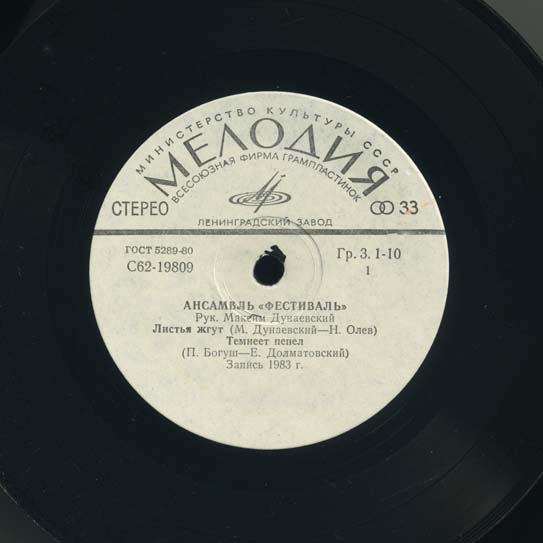 МИНИСТЕРСТВО КУЛЬТУРЫ СССР
МЕЛОДИЯ
ВСЕСОЮЗНАЯ ФИРМА ГРАМПЛАСТИНОК
СТЕРЕО 33
ЛЕНИНГРАДСКИЙ ЗАВОД
ГОСТ 5289-80 Гр. 3. 1-10
С62-19809 1
АНСАМБЛЬ «ФЕСТИВАЛЬ»
Рук. Максим Дунаевский
Листья жгут (М. Дунаевский—Н. Олев)
Темнеет пепел
(П. Богуш—Е. Долматовский)
Запись 1983 г.